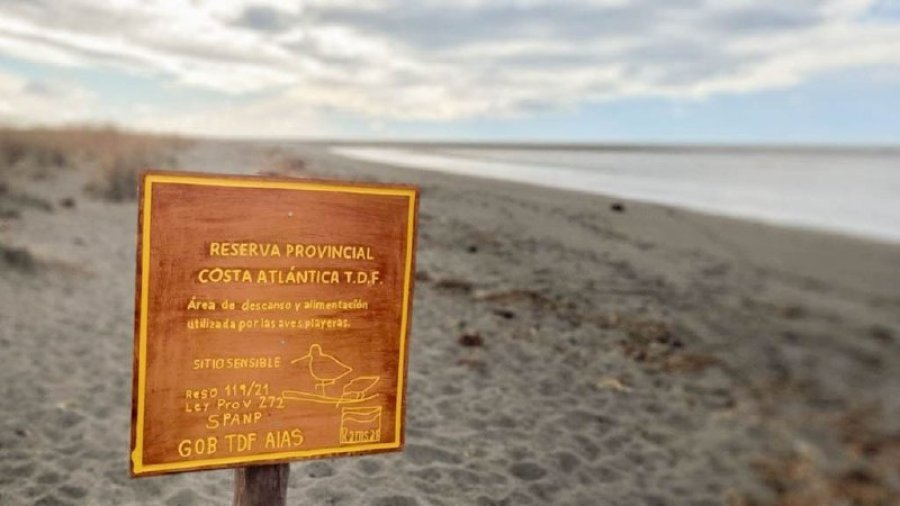 RESERVA PROVINCIAL
COSTA ATLÁNTICA T.D.F.
Área de descanso y alimentación
utilizada por las aves playeras.
SITIO SENSIBLE
Reso 119/21
Ley Prov 272
SPANP
GOB TDF AIAS
Ramsar